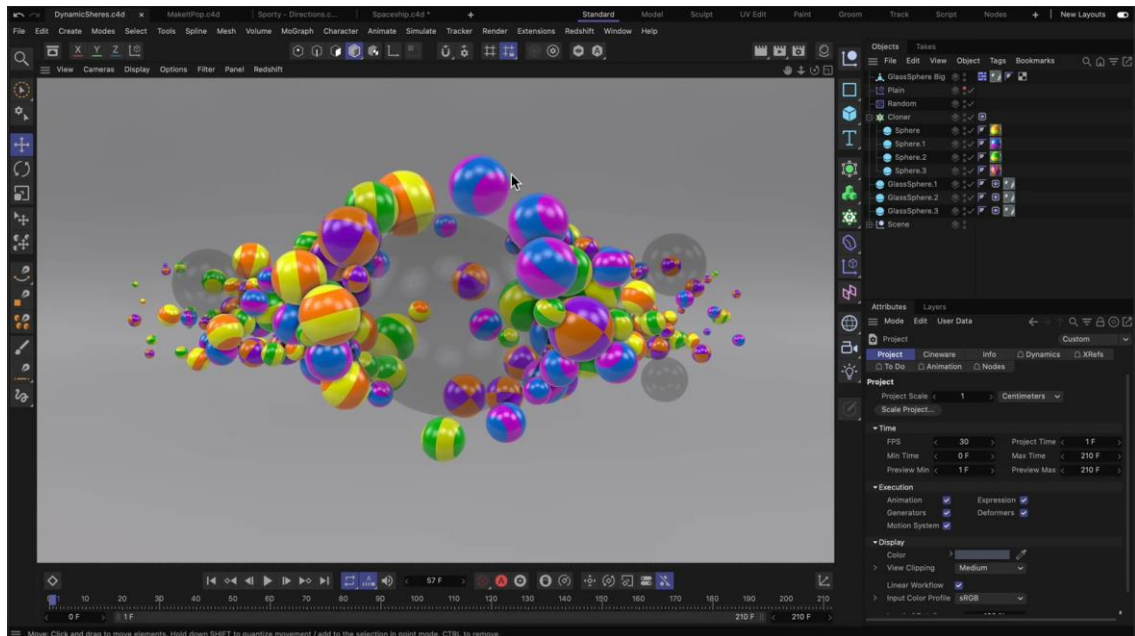 DynamicSheres.c4d × MakeItPop.c4d Sporty - Directions.c... Spaceship.c4d * + Standard Model Sculpt UV Edit Paint Groom Track Script Nodes + New Layouts
File Edit Create Modes Select Tools Spline Mesh Volume MoGraph Character Animate Simulate Tracker Render Extensions Redshift Window Help
X Y Z
View Cameras Display Options Filter Panel Redshift
Objects Takes
File Edit View Object Tags Bookmarks
GlassSphere Big
Plain
Random
Cloner
Sphere
Sphere.1
Sphere.2
Sphere.3
GlassSphere.1
GlassSphere.2
GlassSphere.3
Scene
Attributes Layers
Mode Edit User Data
Project Custom
Project Cineware Info Dynamics XRefs
To Do Animation Nodes
Project
Project Scale 1 Centimeters
Scale Project...
Time
FPS 30 Project Time 1 F
Min Time 0 F Max Time 210 F
Preview Min 1 F Preview Max 210 F
Execution
Animation Expression
Generators Deformers
Motion System
Display
Color
View Clipping Medium
Linear Workflow
Input Color Profile sRGB
57 F
10 20 30 40 50 60 70 80 90 100 110 120 130 140 150 160 170 180 190 200 210
0 F 1 F 210 F 210 F
Move: Click and drag to move elements. Hold down SHIFT to quantize movement / add to the selection in point mode, CTRL to remove.